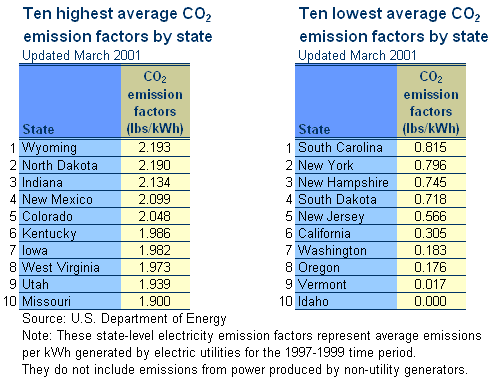 Ten highest average CO2
emission factors by state
Updated March 2001
State CO2 emission factors (lbs/kWh)
1 Wyoming 2.193
2 North Dakota 2.190
3 Indiana 2.134
4 New Mexico 2.099
5 Colorado 2.048
6 Kentucky 1.986
7 Iowa 1.982
8 West Virginia 1.973
9 Utah 1.939
10 Missouri 1.900
Ten lowest average CO2
emission factors by state
Updated March 2001
State CO2 emission factors (lbs/kWh)
1 South Carolina 0.815
2 New York 0.796
3 New Hampshire 0.745
4 South Dakota 0.718
5 New Jersey 0.566
6 California 0.305
7 Washington 0.183
8 Oregon 0.176
9 Vermont 0.017
10 Idaho 0.000
Source: U.S. Department of Energy
Note: These state-level electricity emission factors represent average emissions
per kWh generated by electric utilities for the 1997-1999 time period.
They do not include emissions from power produced by non-utility generators.